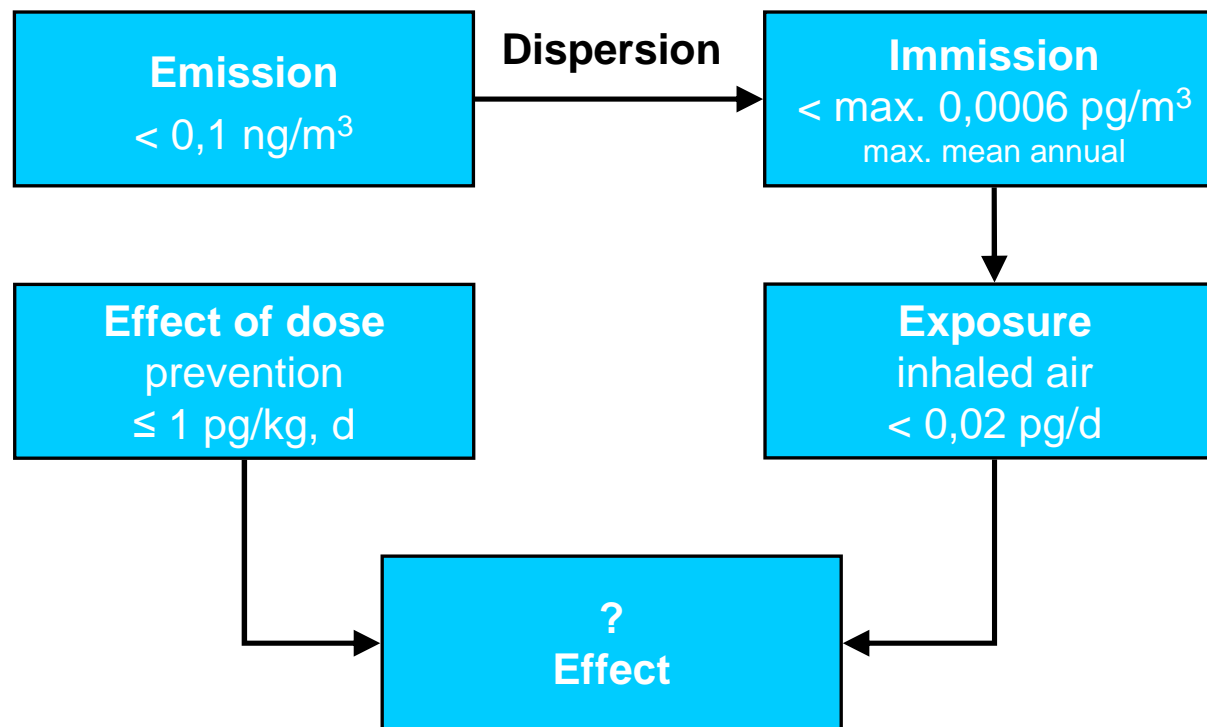 Emission
< 0,1 ng/m³
Dispersion
Immission
< max. 0,0006 pg/m³
max. mean annual
Effect of dose
prevention
≤ 1 pg/kg, d
Exposure
inhaled air
< 0,02 pg/d
?
Effect